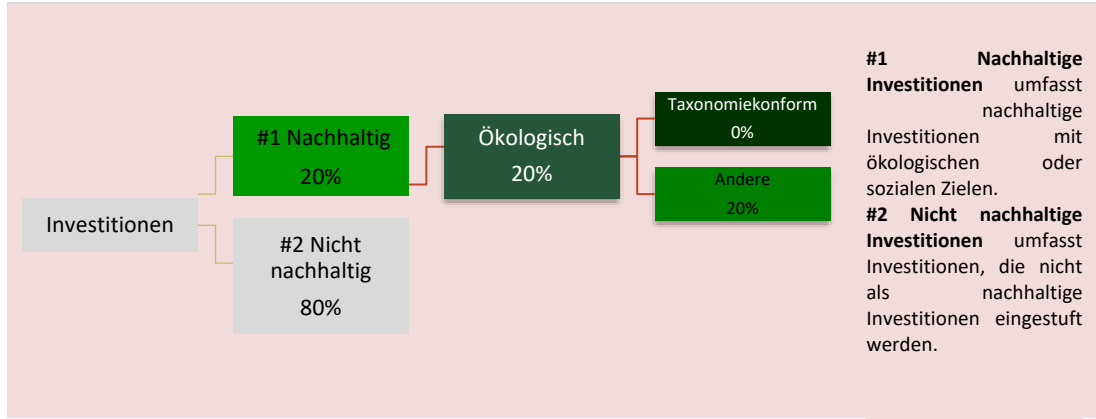 Investitionen
#1 Nachhaltig
20%
#2 Nicht
nachhaltig
80%
Ökologisch
20%
Taxonomiekonform
0%
Andere
20%
#1 Nachhaltige
Investitionen umfasst
nachhaltige
Investitionen mit
ökologischen oder
sozialen Zielen.
#2 Nicht nachhaltige
Investitionen umfasst
Investitionen, die nicht
als nachhaltige
Investitionen eingestuft
werden.